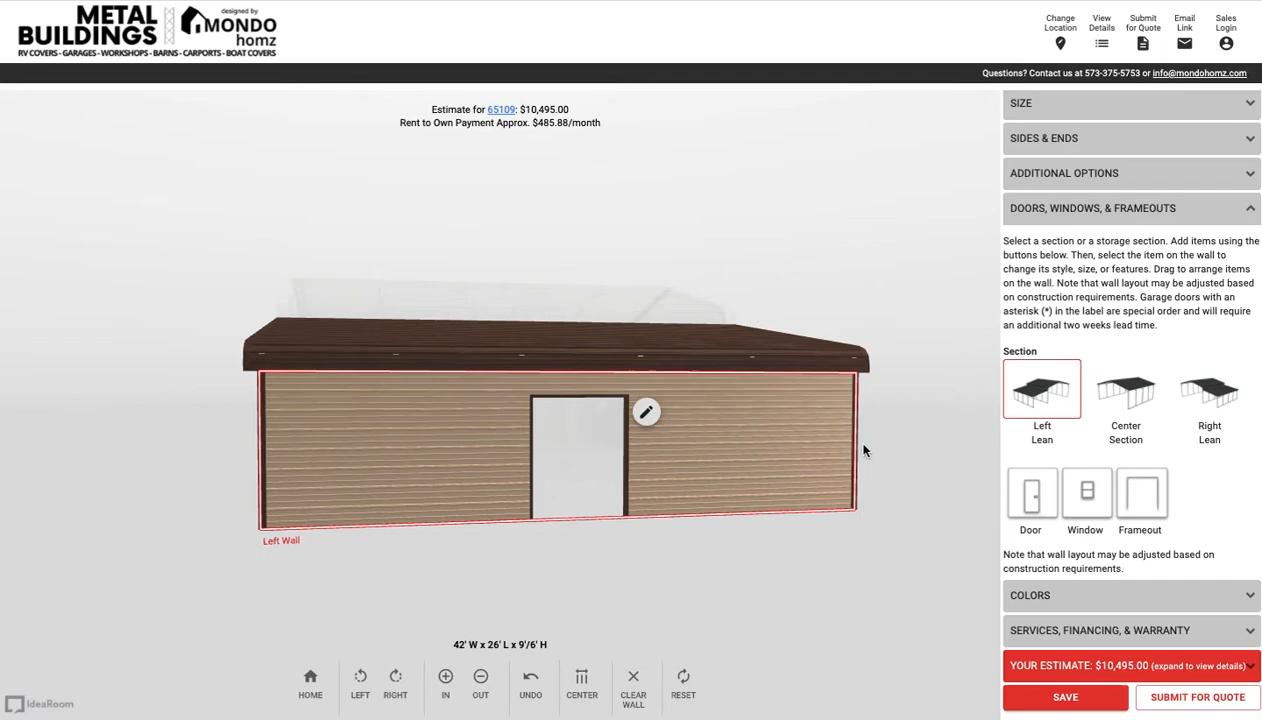 METAL BUILDINGS
designed by
MONDO homz
RV COVERS - GARAGES - WORKSHOPS - BARNS - CARPORTS - BOAT COVERS
Change Location
View Details
Submit for Quote
Email Link
Sales Login
Questions? Contact us at 573-375-5753 or info@mondohomz.com
Estimate for 65109: $10,495.00
Rent to Own Payment Approx. $485.88/month
SIZE
SIDES & ENDS
ADDITIONAL OPTIONS
DOORS, WINDOWS, & FRAMEOUTS
Select a section or a storage section. Add items using the
buttons below. Then, select the item on the wall to
change its style, size, or features. Drag to arrange items
on the wall. Note that wall layout may be adjusted based
on construction requirements. Garage doors with an
asterisk (*) in the label are special order and will require
an additional two weeks lead time.
Section
Left Lean
Center Section
Right Lean
Door
Window
Frameout
Note that wall layout may be adjusted based on
construction requirements.
COLORS
SERVICES, FINANCING, & WARRANTY
YOUR ESTIMATE: $10,495.00 (expand to view details)
SAVE
SUBMIT FOR QUOTE
Left Wall
42' W x 26' L x 9'/6' H
HOME
LEFT
RIGHT
IN
OUT
UNDO
CENTER
CLEAR WALL
RESET
IdeaRoom